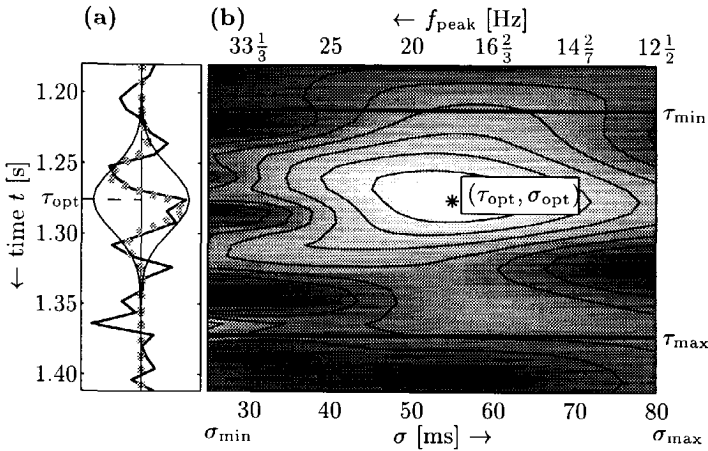 (a)
(b)
← f_peak [Hz]
33 1/3 25 20 16 2/3 14 2/7 12 1/2
1.20
1.25
τ_opt
1.30
1.35
1.40
← time t [s]
τ_min
(τ_opt, σ_opt)
τ_max
30 40 50 60 70 80
σ_min σ [ms] → σ_max